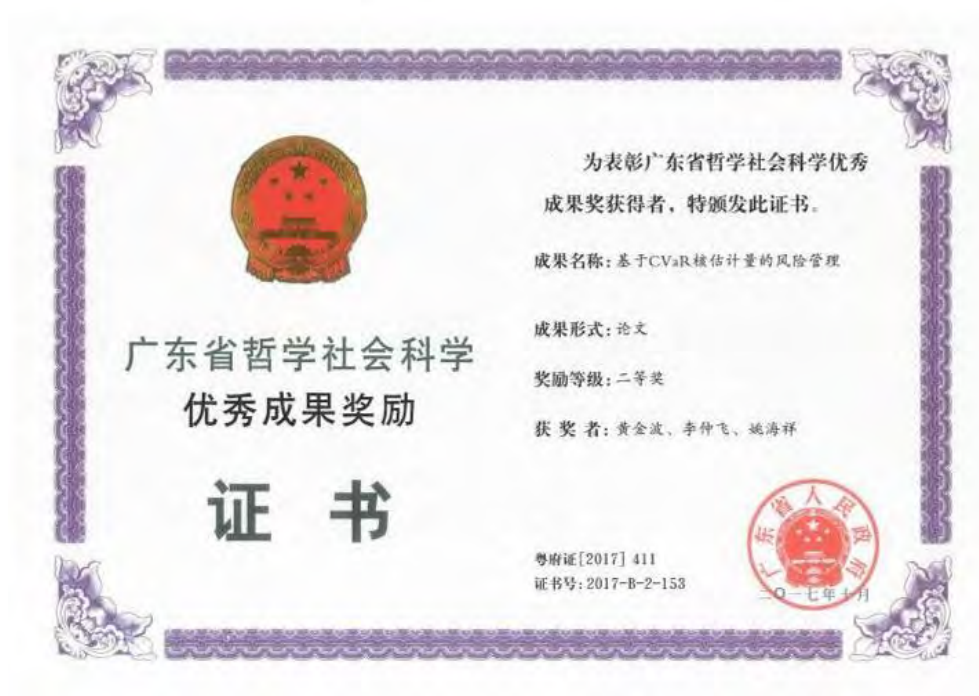 广东省哲学社会科学
优秀成果奖励
证 书
为表彰广东省哲学社会科学优秀
成果奖获得者，特颁发此证书。
成果名称：基于CVaR核估计量的风险管理
成果形式：论文
奖励等级：二等奖
获 奖 者：黄金波、李仲飞、姚海祥
粤府证[2017] 411
证书号：2017-B-2-153
广东省人民政府
二〇一七年十月